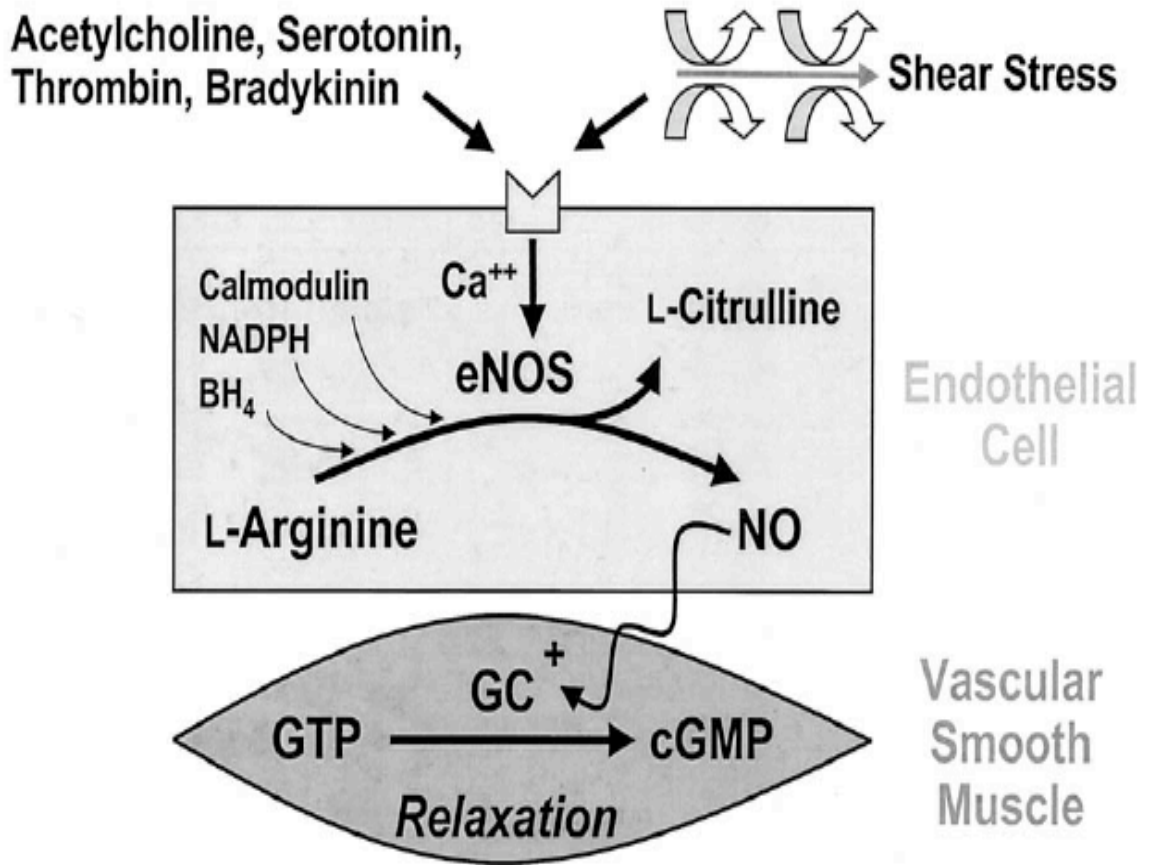 Acetylcholine, Serotonin,
Thrombin, Bradykinin
Shear Stress
Ca++
Calmodulin
NADPH
BH4
L-Citrulline
eNOS
L-Arginine
NO
Endothelial
Cell
GC +
GTP
cGMP
Relaxation
Vascular
Smooth
Muscle